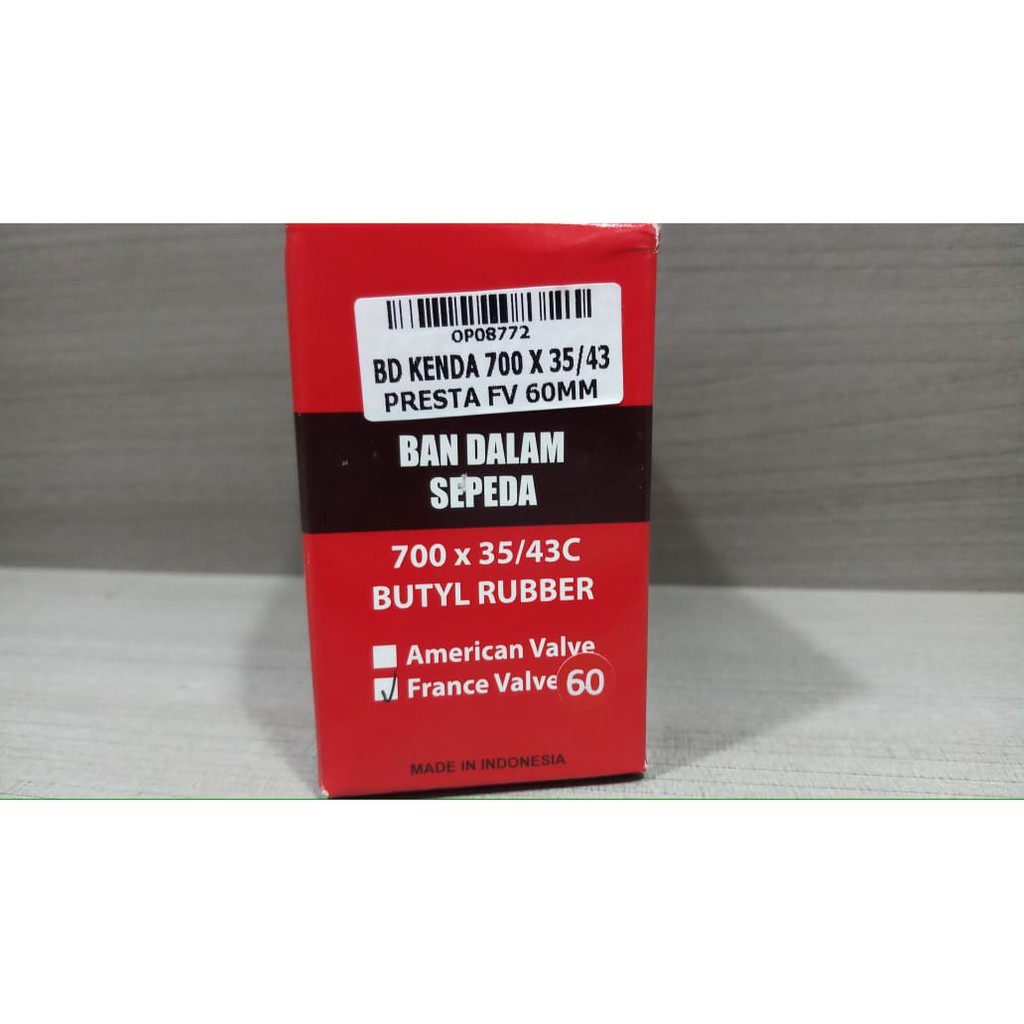 OP08772
BD KENDA 700 X 35/43
PRESTA FV 60MM
BAN DALAM
SEPEDA
700 x 35/43C
BUTYL RUBBER
American Valve
France Valve 60
MADE IN INDONESIA